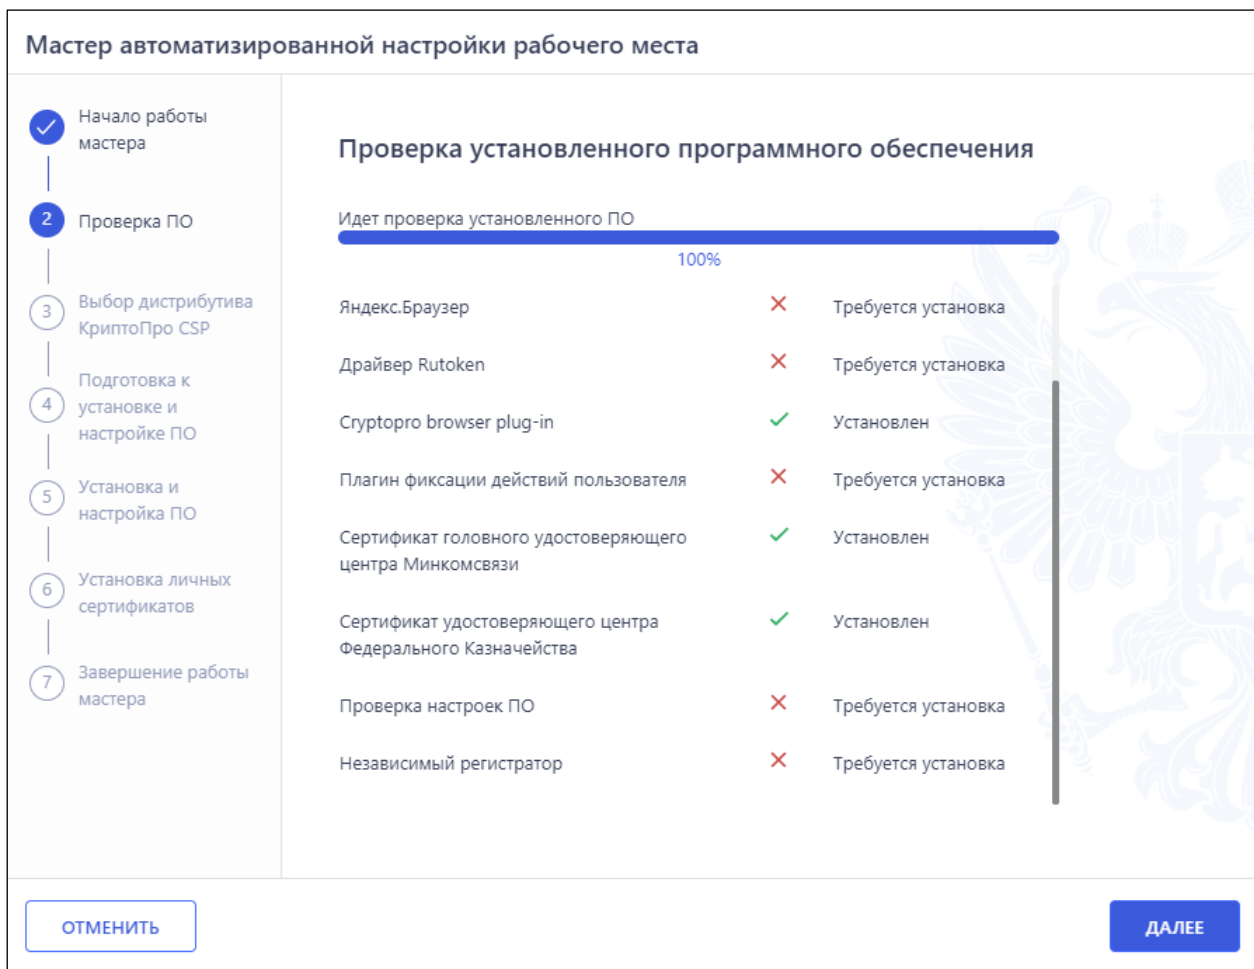 Мастер автоматизированной настройки рабочего места
Начало работы
мастера
2
Проверка ПО
3
Выбор дистрибутива
КриптоПро CSP
4
Подготовка к
установке и
настройке ПО
5
Установка и
настройка ПО
6
Установка личных
сертификатов
7
Завершение работы
мастера
Проверка установленного программного обеспечения
Идет проверка установленного ПО
100%
Яндекс.Браузер Требуется установка
Драйвер Rutoken Требуется установка
Cryptopro browser plug-in Установлен
Плагин фиксации действий пользователя Требуется установка
Сертификат головного удостоверяющего Установлен
центра Минкомсвязи
Сертификат удостоверяющего центра Установлен
Федерального Казначейства
Проверка настроек ПО Требуется установка
Независимый регистратор Требуется установка
ОТМЕНИТЬ
ДАЛЕЕ